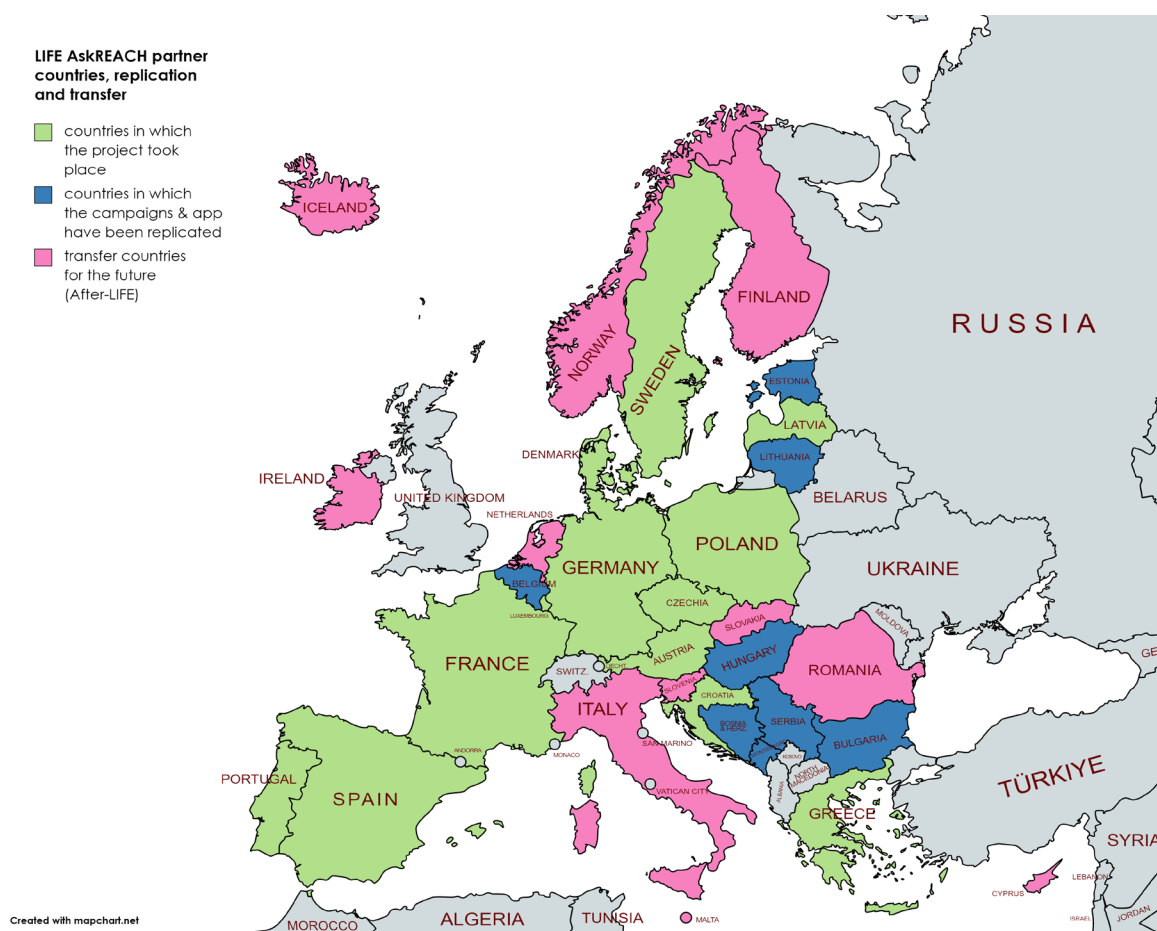 LIFE AskREACH partner
countries, replication
and transfer
countries in which
the project took
place
countries in which
the campaigns & app
have been replicated
transfer countries
for the future
(After-LIFE)
ICELAND
FINLAND
NORWAY
SWEDEN
RUSSIA
ESTONIA
LATVIA
LITHUANIA
DENMARK
IRELAND
UNITED KINGDOM
NETHERLANDS
BELARUS
POLAND
GERMANY
UKRAINE
BELGIUM
LUXEMBOURG
CZECHIA
SLOVAKIA
MOLDOVA
FRANCE
AUSTRIA
HUNGARY
SWITZ.
LIECHT.
ROMANIA
GE
SLOVENIA
CROATIA
ITALY
BOSNIA
& HERZ.
SERBIA
BULGARIA
SAN MARINO
ANDORRA
MONACO
MONTENEGRO
KOSOVO
NORTH
MACEDONIA
ALBANIA
PORTUGAL
SPAIN
VATICAN CITY
GREECE
TÜRKIYE
SYRIA
CYPRUS
LEBANON
ISRAEL
JORDAN
MALTA
MOROCCO
ALGERIA
TUNISIA
Created with mapchart.net